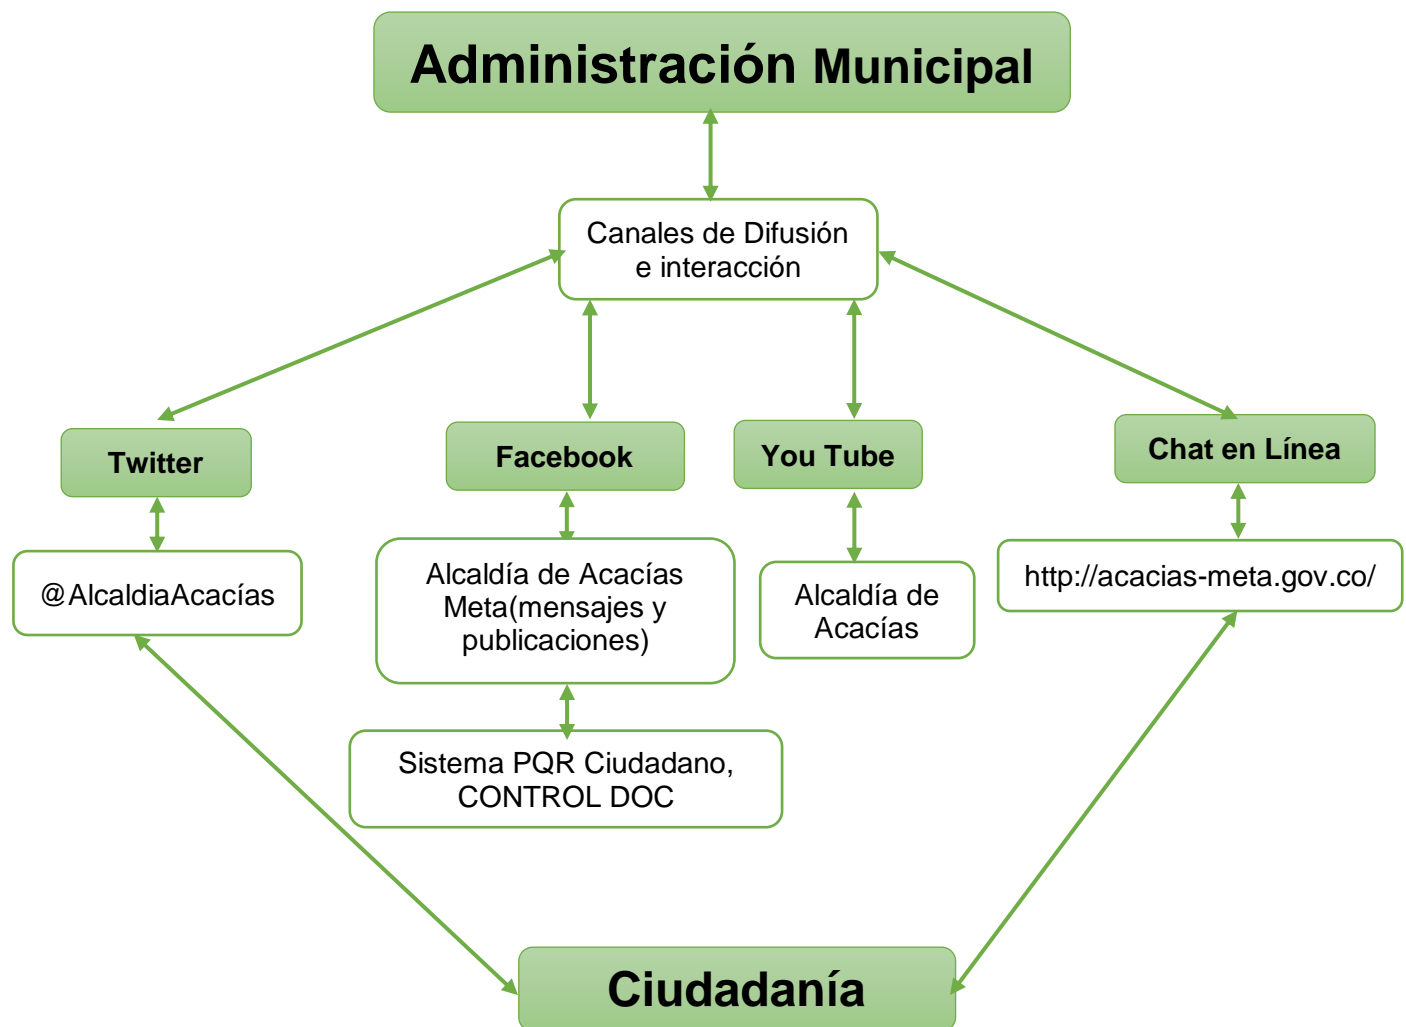 Administración Municipal
Canales de Difusión
e interacción
Twitter
Facebook
You Tube
Chat en Línea
@AlcaldiaAcacías
Alcaldía de Acacías
Meta(mensajes y
publicaciones)
Alcaldía de
Acacías
http://acacias-meta.gov.co/
Sistema PQR Ciudadano,
CONTROL DOC
Ciudadanía